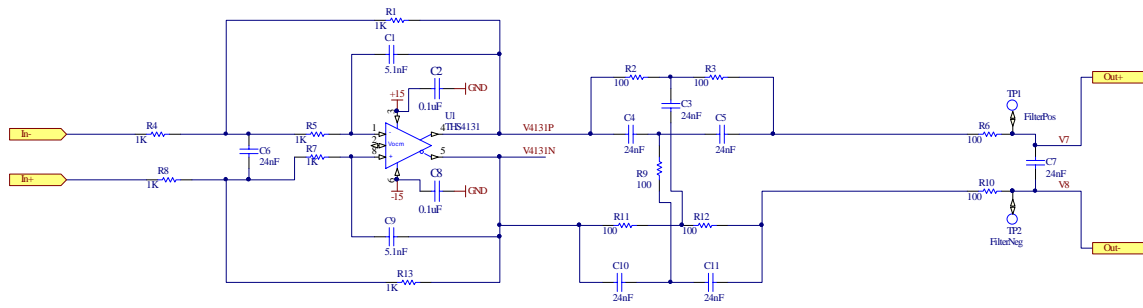 R1
1K
C1
5.1nF
C2
0.1uF
GND
+15
3
U1
THS4131
In-
R4
1K
R5
1K
1
-
4
V4131P
2
Vocm
C6
24nF
R7
1K
8
+
5
V4131N
In+
R8
1K
6
-15
C8
0.1uF
GND
C9
5.1nF
R13
1K
R2
100
R3
100
C3
24nF
C4
24nF
C5
24nF
R9
100
R11
100
R12
100
C10
24nF
C11
24nF
Out+
TP1
FilterPos
R6
100
V7
C7
24nF
R10
100
V8
TP2
FilterNeg
Out-